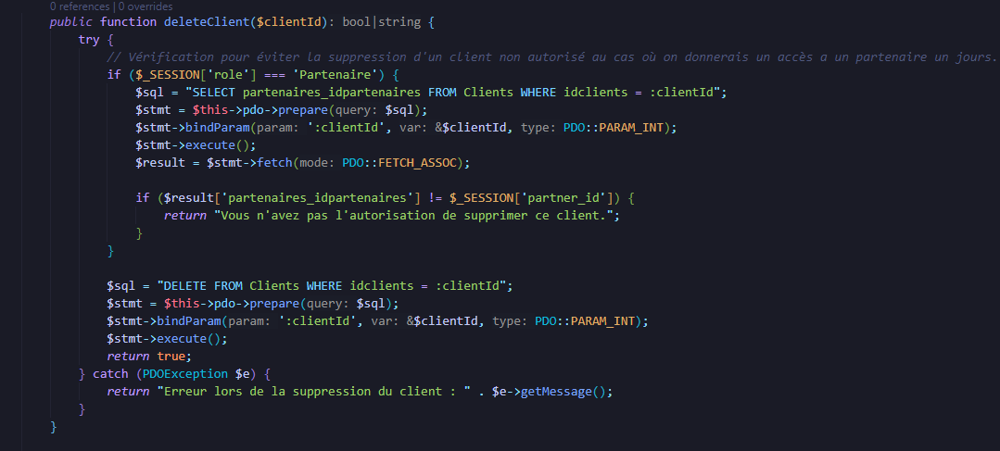 0 references | 0 overrides
public function deleteClient($clientId): bool|string {
try {
// Vérification pour éviter la suppression d'un client non autorisé au cas où on donnerais un accès a un partenaire un jours.
if ($_SESSION['role'] === 'Partenaire') {
$sql = "SELECT partenaires_idpartenaires FROM Clients WHERE idclients = :clientId";
$stmt = $this->pdo->prepare(query: $sql);
$stmt->bindParam(param: ':clientId', var: &$clientId, type: PDO::PARAM_INT);
$stmt->execute();
$result = $stmt->fetch(mode: PDO::FETCH_ASSOC);
if ($result['partenaires_idpartenaires'] != $_SESSION['partner_id']) {
return "Vous n'avez pas l'autorisation de supprimer ce client.";
}
}
$sql = "DELETE FROM Clients WHERE idclients = :clientId";
$stmt = $this->pdo->prepare(query: $sql);
$stmt->bindParam(param: ':clientId', var: &$clientId, type: PDO::PARAM_INT);
$stmt->execute();
return true;
} catch (PDOException $e) {
return "Erreur lors de la suppression du client : " . $e->getMessage();
}
}